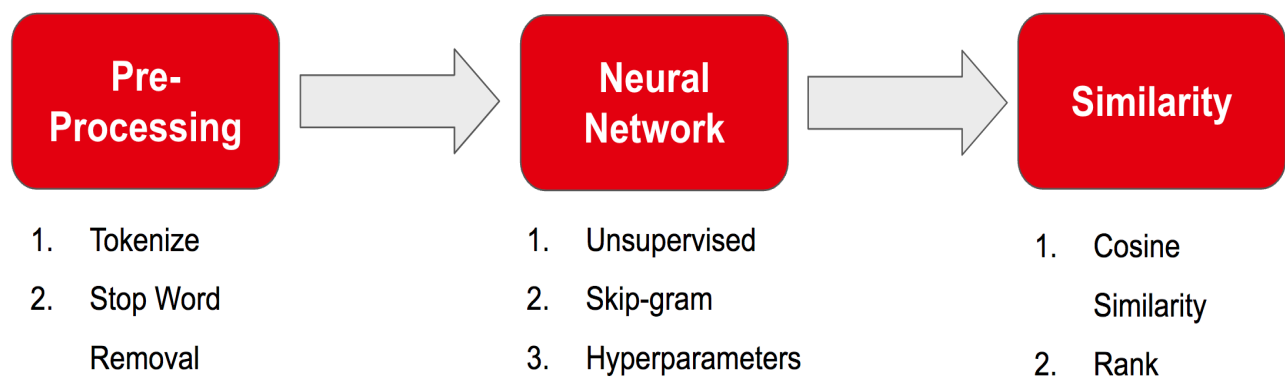 Pre-
Processing
Neural
Network
Similarity
1. Tokenize
2. Stop Word
Removal
1. Unsupervised
2. Skip-gram
3. Hyperparameters
1. Cosine
Similarity
2. Rank